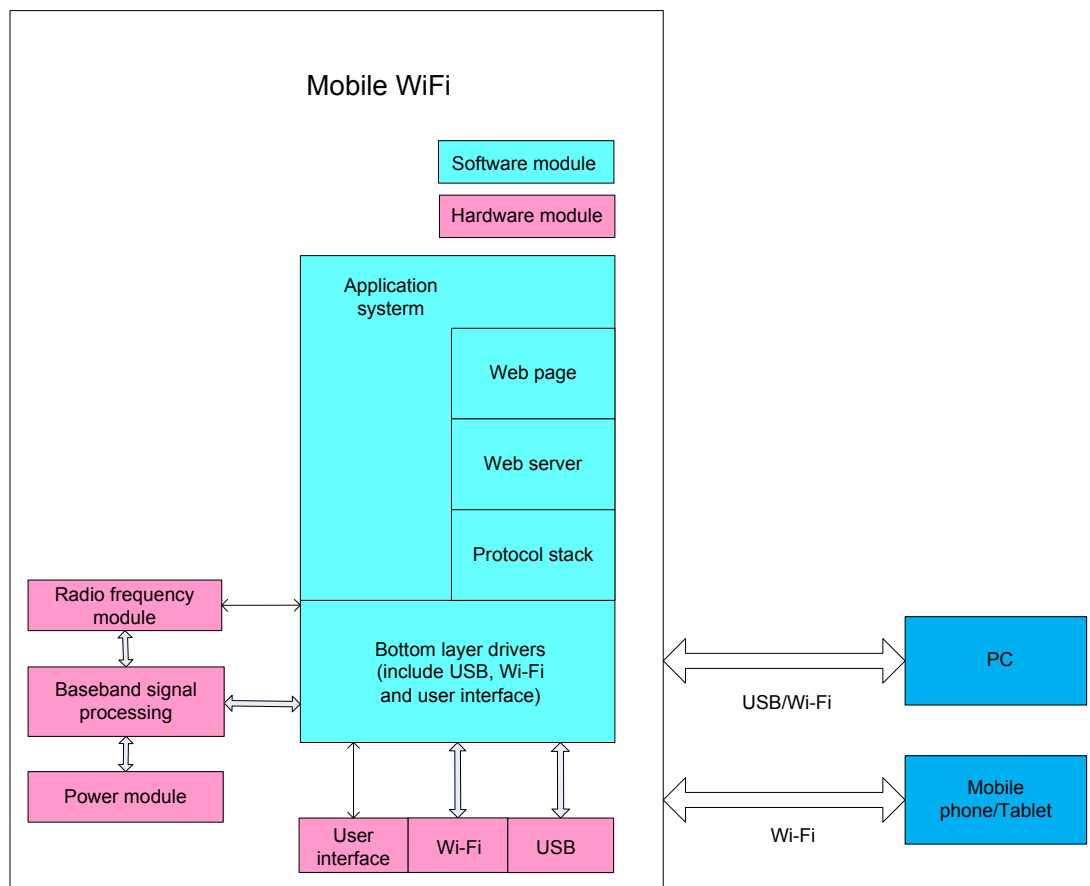 Mobile WiFi
Software module
Hardware module
Application
systerm
Web page
Web server
Protocol stack
Radio frequency
module
Bottom layer drivers
(include USB, Wi-Fi
and user interface)
Baseband signal
processing
Power module
User
interface
Wi-Fi
USB
PC
USB/Wi-Fi
Mobile
phone/Tablet
Wi-Fi